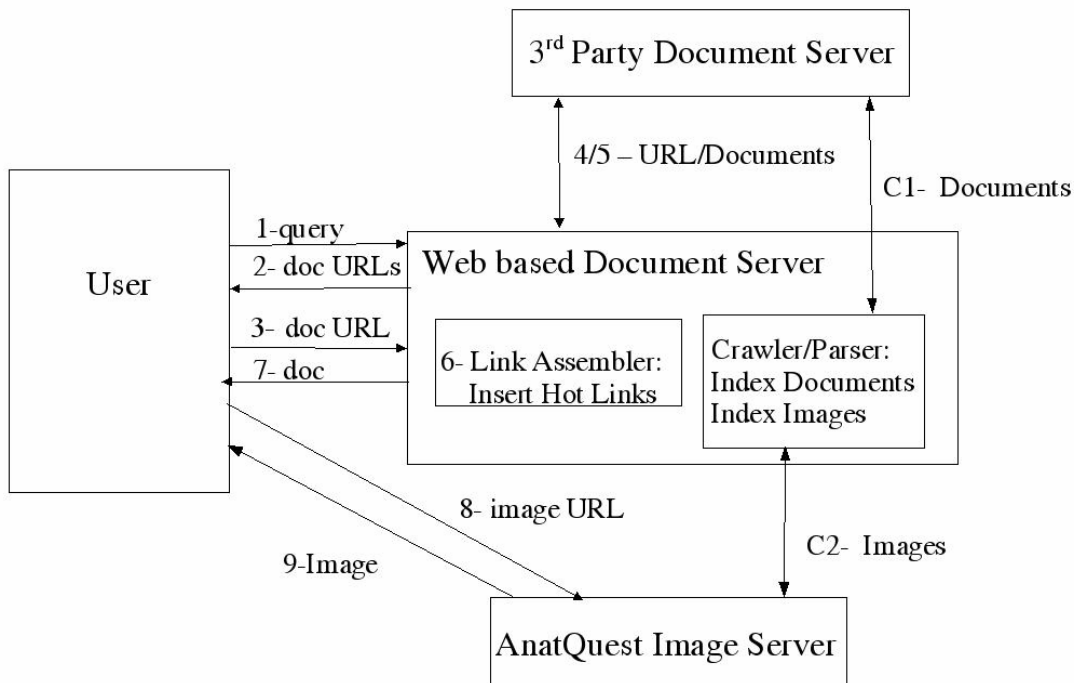 3rd Party Document Server
4/5 – URL/Documents
C1- Documents
User
1-query
2- doc URLs
3- doc URL
7- doc
Web based Document Server
6- Link Assembler:
Insert Hot Links
Crawler/Parser:
Index Documents
Index Images
8- image URL
9-Image
C2- Images
AnatQuest Image Server